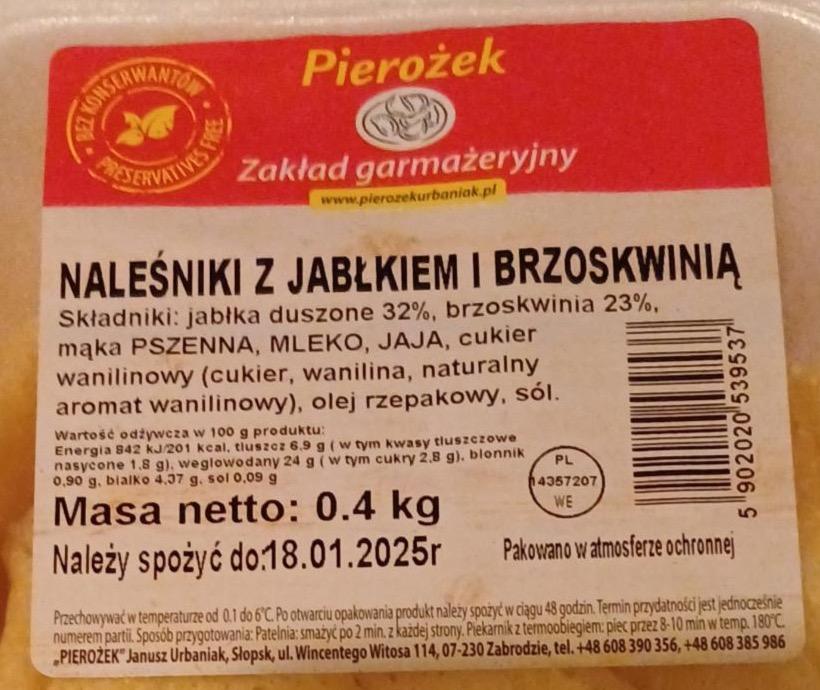 BEZ KONSERWANTÓW
PRESERVATIVES FREE
Pierożek
Zakład garmażeryjny
www.pierozekurbaniak.pl
NALEŚNIKI Z JABŁKIEM I BRZOSKWINIĄ
Składniki: jabłka duszone 32%, brzoskwinia 23%,
mąka PSZENNA, MLEKO, JAJA, cukier
wanilinowy (cukier, wanilina, naturalny
aromat wanilinowy), olej rzepakowy, sól.
Wartość odżywcza w 100 g produktu:
Energia 842 kJ/201 kcal, tluszcz 6.9 g ( w tym kwasy tluszczowe
nasycone 1,8 g), weglowodany 24 g ( w tym cukry 2,8 g), blonnik
0,90 g, bialko 4,37 g, sol 0,09 g
PL
14357207
WE
5 902020 539537
Masa netto: 0.4 kg
Należy spożyć do:18.01.2025r
Pakowano w atmosferze ochronnej
Przechowywać w temperaturze od 0.1 do 6°C. Po otwarciu opakowania produkt należy spożyć w ciągu 48 godzin. Termin przydatności jest jednocześnie
numerem partii. Sposób przygotowania: Patelnia: smażyć po 2 min. z każdej strony. Piekarnik z termoobiegiem: piec przez 8-10 min w temp. 180°C.
„PIEROŻEK" Janusz Urbaniak, Słopsk, ul. Wincentego Witosa 114, 07-230 Zabrodzie, tel. +48 608 390 356, +48 608 385 986